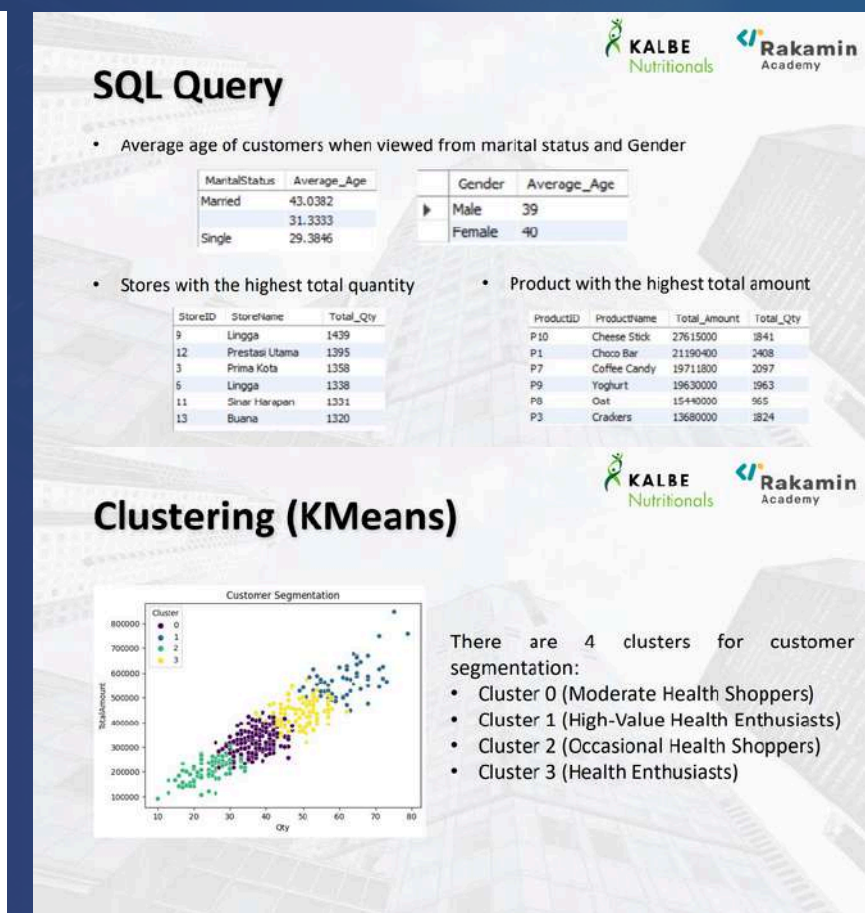 KALBE
Nutritionals
Rakamin
Academy
SQL Query
• Average age of customers when viewed from marital status and Gender
MaritalStatus Average_Age
Married 43.0382
31.3333
Single 29.3846
Gender Average_Age
Male 39
Female 40
• Stores with the highest total quantity
StoreID StoreName Total_Qty
9 Lingga 1439
12 Prestasi Utama 1395
3 Prima Kota 1358
6 Lingga 1338
11 Sinar Harapan 1331
13 Buana 1320
• Product with the highest total amount
ProductID ProductName Total_Amount Total_Qty
P10 Cheese Stick 27615000 1841
P1 Choco Bar 21190400 2408
P7 Coffee Candy 19711800 2097
P9 Yoghurt 19630000 1963
P8 Oat 15440000 965
P3 Crackers 13680000 1824
KALBE
Nutritionals
Rakamin
Academy
Clustering (KMeans)
Customer Segmentation
Cluster
0
1
2
3
TotalAmount
800000
700000
600000
500000
400000
300000
200000
100000
10 20 30 40 50 60 70 80
Qty
There are 4 clusters for customer
segmentation:
• Cluster 0 (Moderate Health Shoppers)
• Cluster 1 (High-Value Health Enthusiasts)
• Cluster 2 (Occasional Health Shoppers)
• Cluster 3 (Health Enthusiasts)